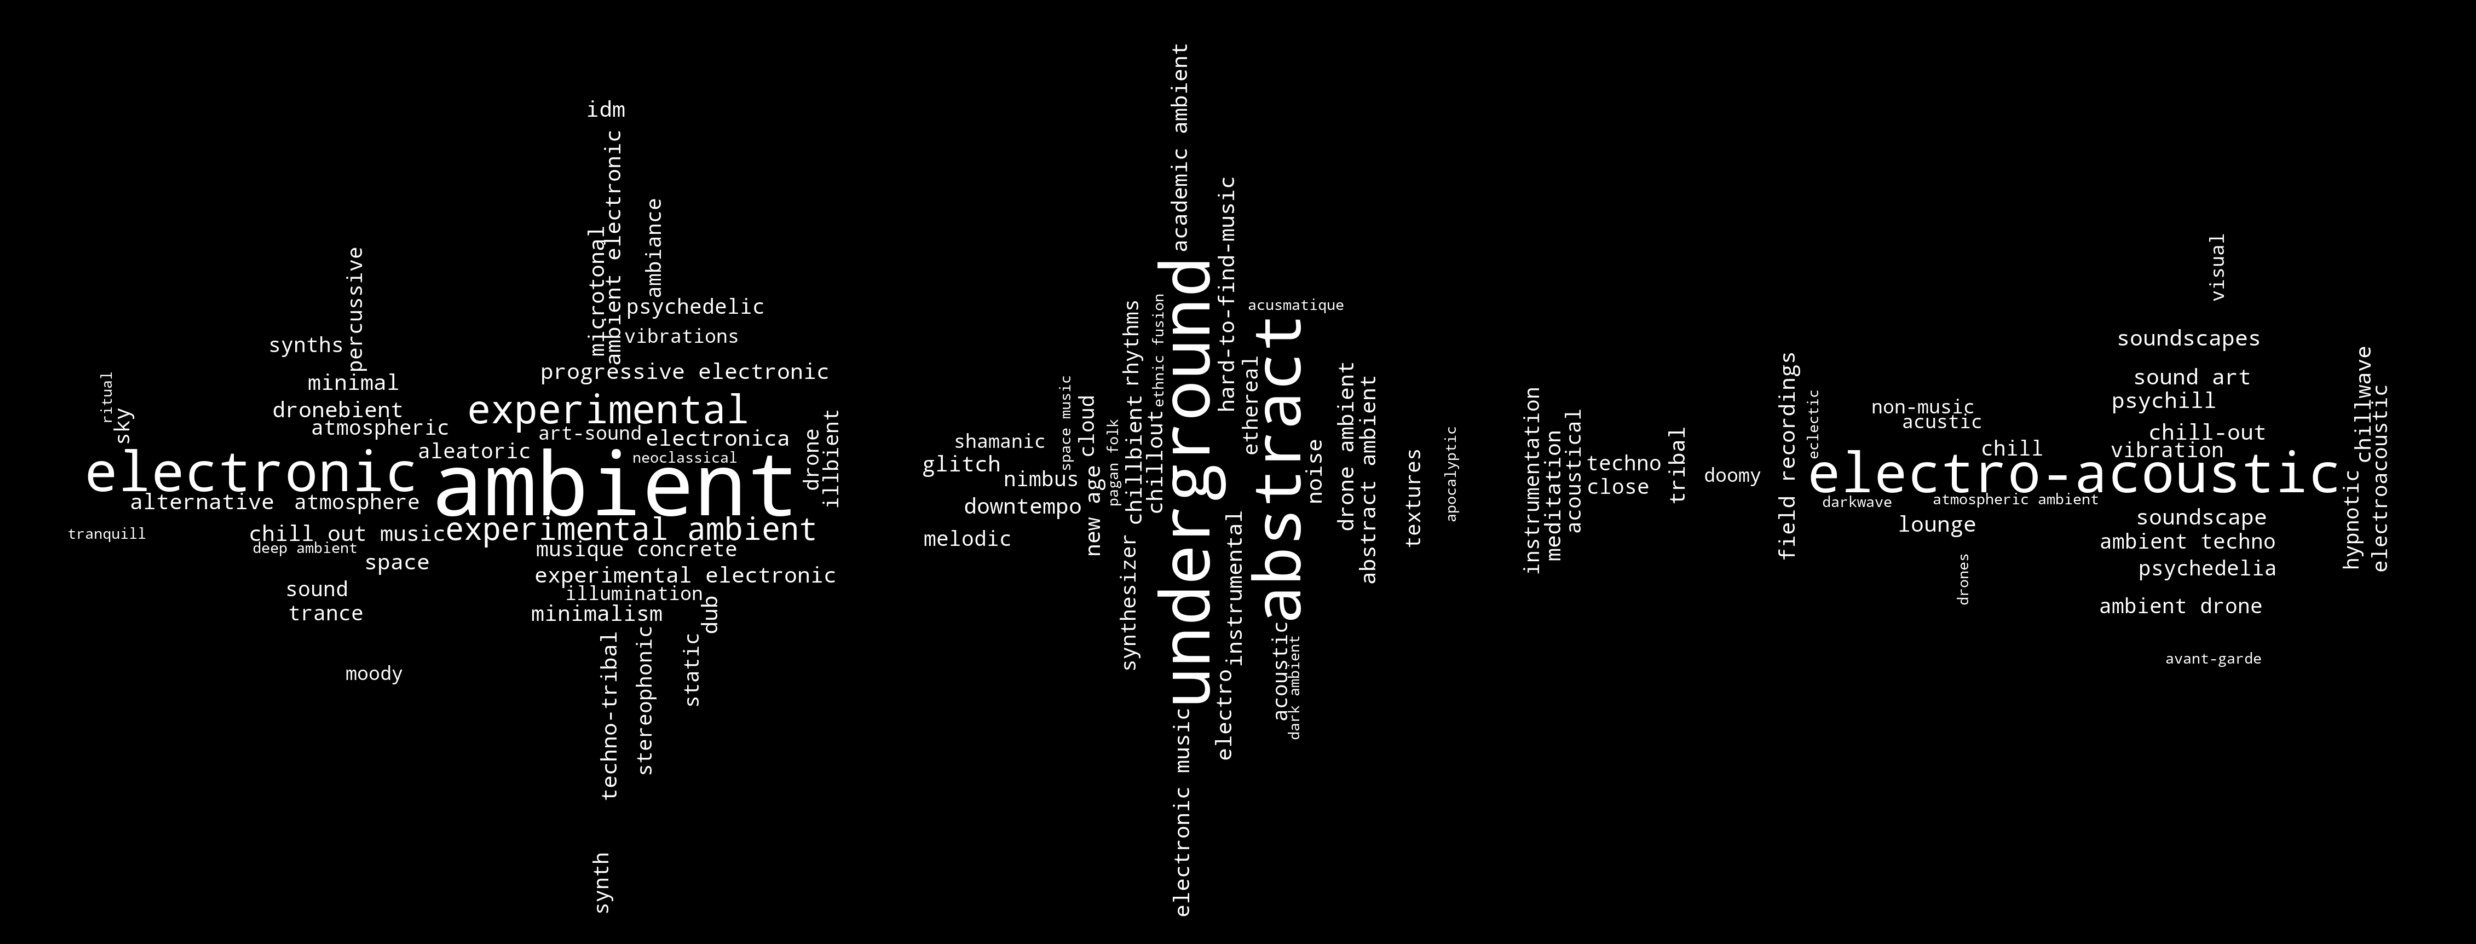 idm
ambient electronic
microtonal
ambiance
percussive
psychedelic
vibrations
synths
progressive electronic
minimal
ritual
sky
dronebient
experimental
atmospheric
art-sound
electronica
aleatoric
neoclassical
drone
illbient
electronic
ambient
alternative
atmosphere
tranquill
chill out music
experimental ambient
deep ambient
musique concrete
space
experimental electronic
sound
illumination
trance
minimalism
dub
moody
techno-tribal
stereophonic
static
synth
academic ambient
hard-to-find-music
acusmatique
ethnic fusion
chillbient rhythms
underground
abstract
ethereal
space music
cloud
pagan folk
chillout
shamanic
glitch
nimbus
downtempo
melodic
new age
synthesizer
noise
drone ambient
abstract ambient
textures
apocalyptic
instrumental
acoustic
dark ambient
electro
electronic music
instrumentation
meditation
acoustical
techno
close
tribal
doomy
field recordings
eclectic
visual
soundscapes
sound art
psychill
non-music
acustic
chill-out
chill
vibration
chillwave
electro-acoustic
electroacoustic
hypnotic
darkwave
atmospheric ambient
lounge
soundscape
ambient techno
psychedelia
drones
ambient drone
avant-garde